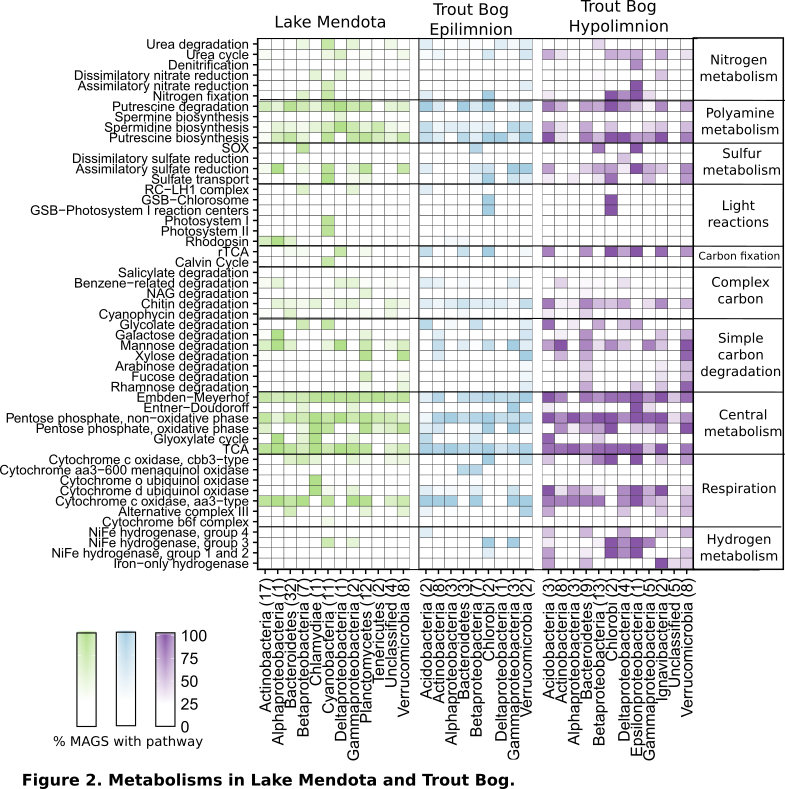 Lake Mendota
Trout Bog
Epilimnion
Trout Bog
Hypolimnion
Urea degradation
Urea cycle
Denitrification
Dissimilatory nitrate reduction
Assimilatory nitrate reduction
Nitrogen fixation
Nitrogen
metabolism
Putrescine degradation
Spermine biosynthesis
Spermidine biosynthesis
Putrescine biosynthesis
Polyamine
metabolism
SOX
Dissimilatory sulfate reduction
Assimilatory sulfate reduction
Sulfate transport
Sulfur
metabolism
RC−LH1 complex
GSB−Chlorosome
GSB−Photosystem I reaction centers
Photosystem I
Photosystem II
Rhodopsin
Light
reactions
rTCA
Calvin Cycle
Carbon fixation
Salicylate degradation
Benzene−related degradation
NAG degradation
Chitin degradation
Cyanophycin degradation
Complex
carbon
Glycolate degradation
Galactose degradation
Mannose degradation
Xylose degradation
Arabinose degradation
Fucose degradation
Rhamnose degradation
Simple
carbon
degradation
Embden−Meyerhof
Entner−Doudoroff
Pentose phosphate, non−oxidative phase
Pentose phosphate, oxidative phase
Glyoxylate cycle
TCA
Central
metabolism
Cytochrome c oxidase, cbb3−type
Cytochrome aa3−600 menaquinol oxidase
Cytochrome o ubiquinol oxidase
Cytochrome d ubiquinol oxidase
Cytochrome c oxidase, aa3−type
Alternative complex III
Cytochrome b6f complex
Respiration
NiFe hydrogenase, group 4
NiFe hydrogenase, group 3
NiFe hydrogenase, group 1 and 2
Iron−only hydrogenase
Hydrogen
metabolism
Actinobacteria (17)
Alphaproteobacteria (1)
Bacteroidetes (32)
Betaproteobacteria (7)
Chlamydiae (1)
Cyanobacteria (11)
Deltaproteobacteria (1)
Gammaproteobacteria (2)
Planctomycetes (12)
Tenericutes (2)
Unclassified (4)
Verrucomicrobia (8)
Acidobacteria (2)
Actinobacteria (8)
Alphaproteobacteria (3)
Bacteroidetes (3)
Betaproteobacteria (7)
Chlorobi (2)
Deltaproteobacteria (1)
Gammaproteobacteria (3)
Verrucomicrobia (2)
Acidobacteria (3)
Actinobacteria (8)
Alphaproteobacteria (3)
Bacteroidetes (9)
Betaproteobacteria (13)
Chlorobi (2)
Deltaproteobacteria (4)
Epsilonproteobacteria (1)
Gammaproteobacteria (5)
Ignavibacteria (2)
Unclassified (5)
Verrucomicrobia (8)
100
75
50
25
0
% MAGS with pathway
Figure 2. Metabolisms in Lake Mendota and Trout Bog.